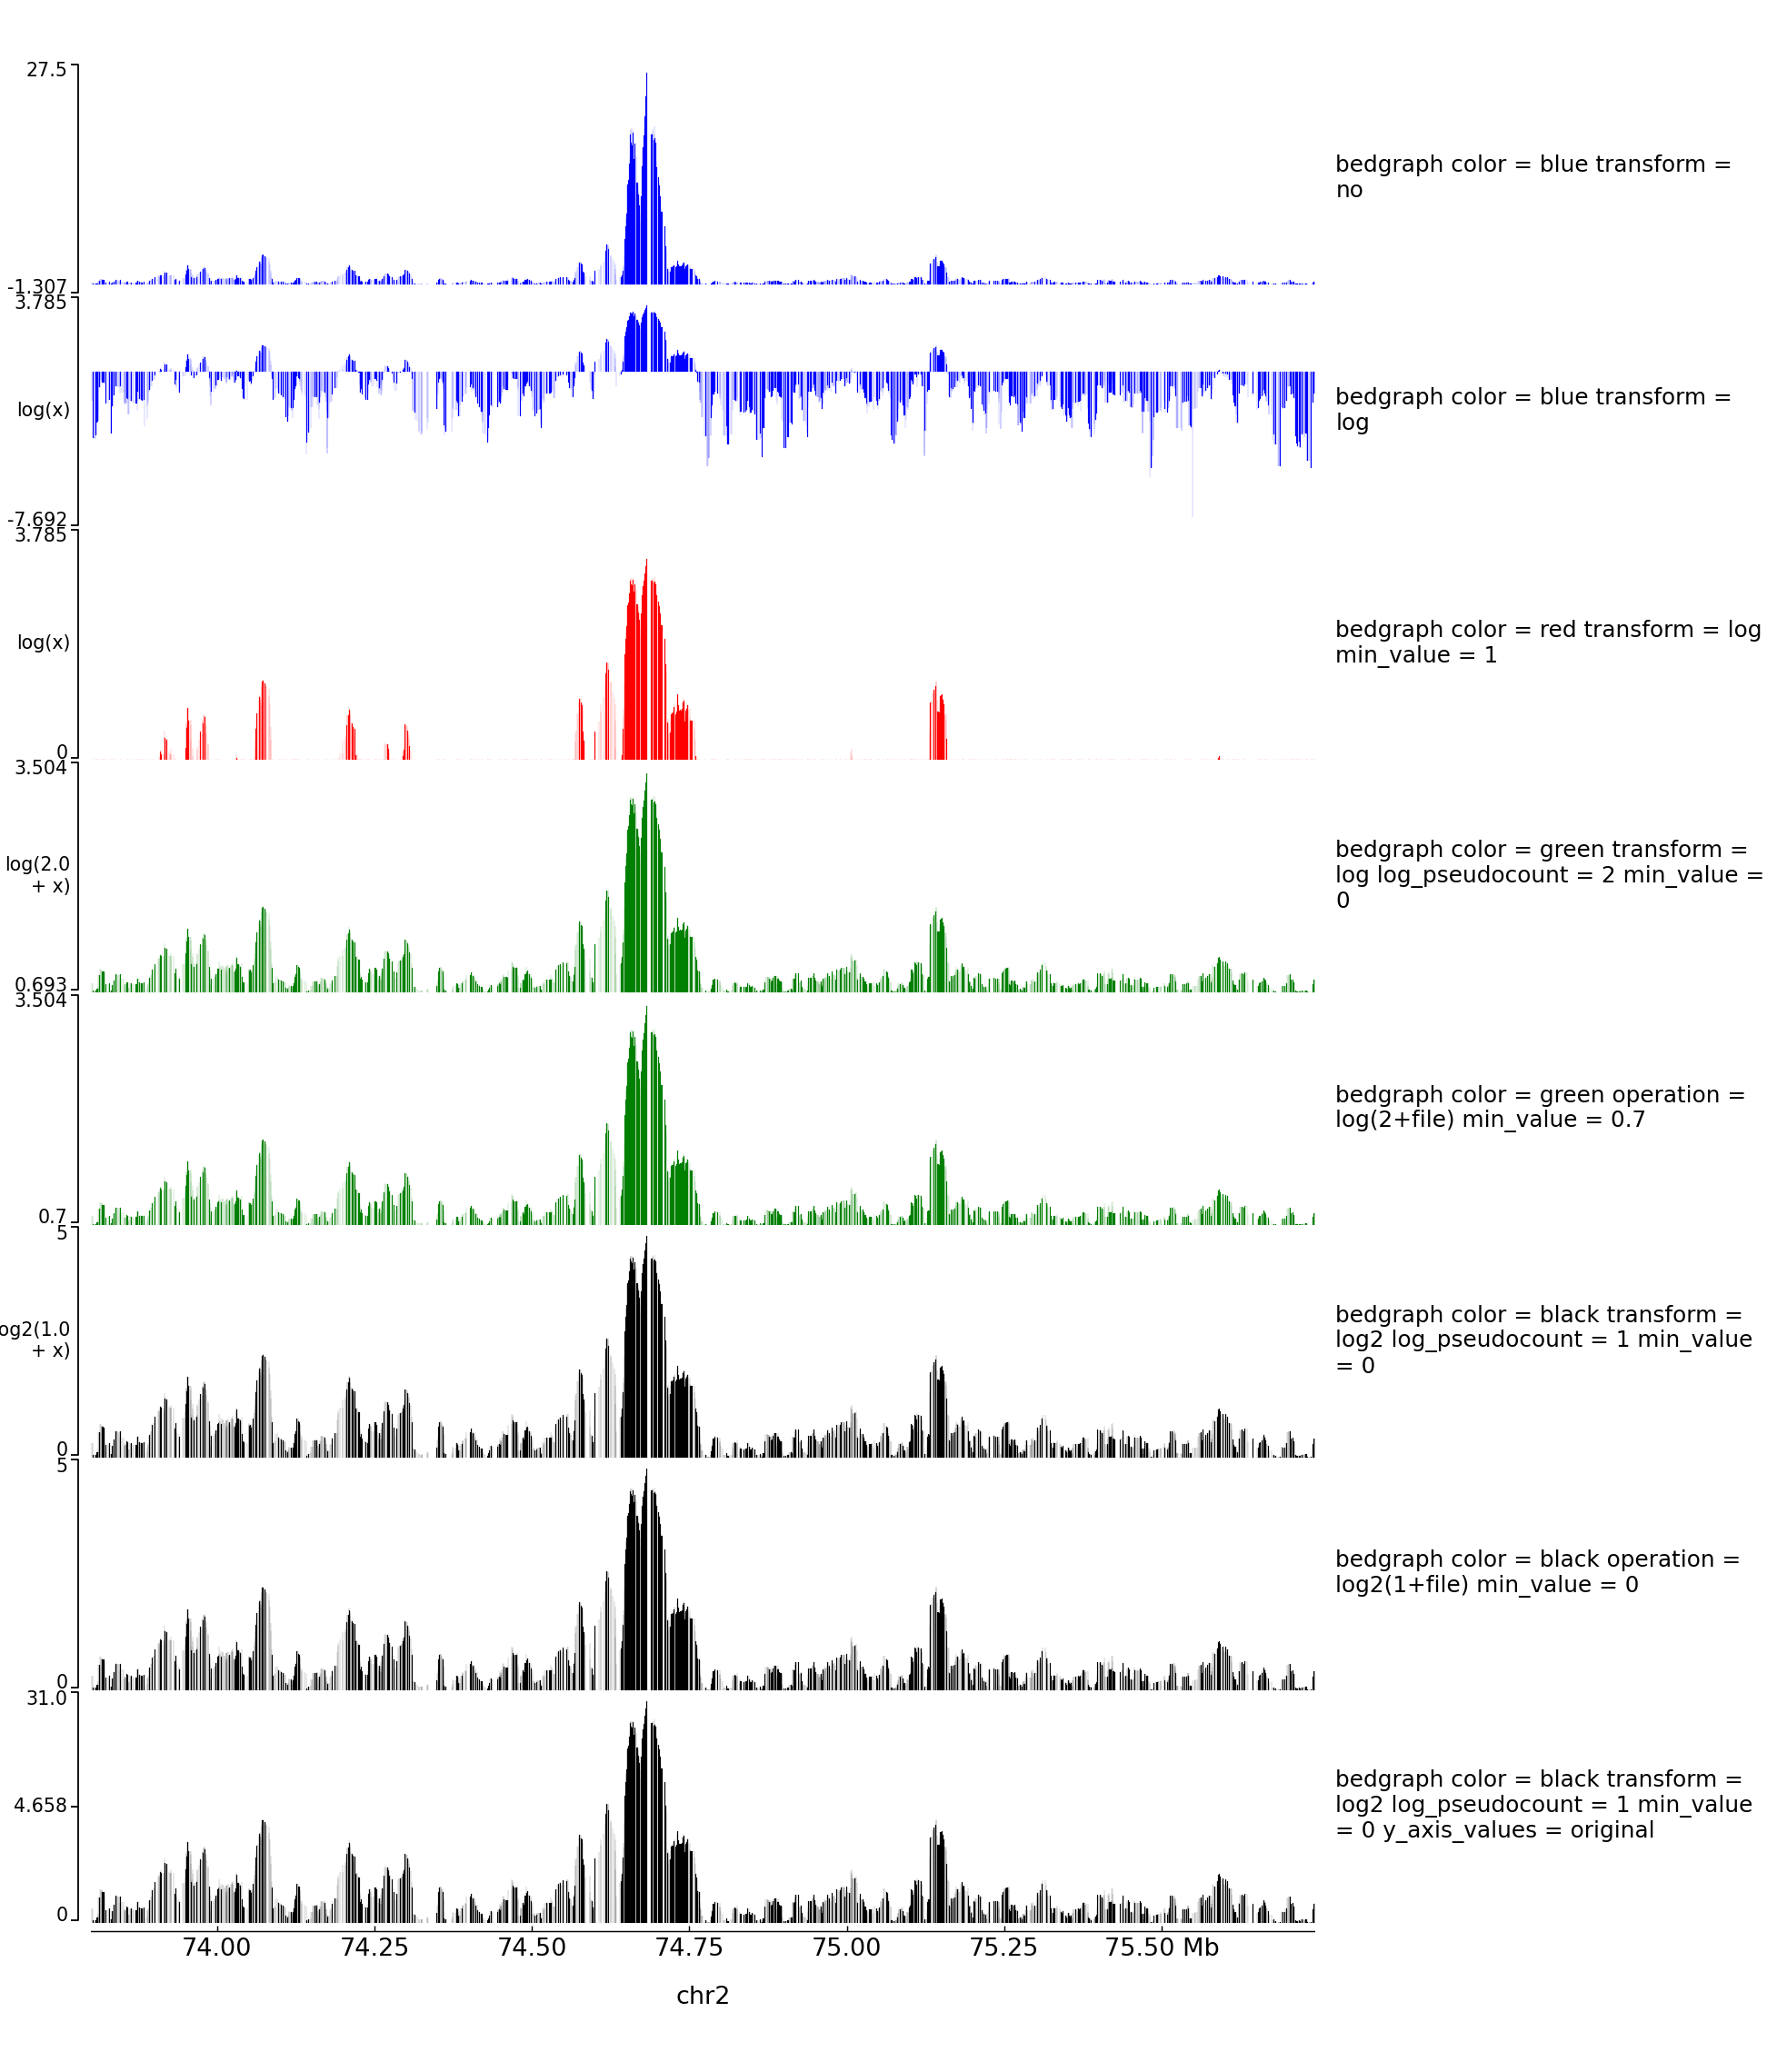 27.5
bedgraph color = blue transform =
no
-1.307
3.785
log(x)
bedgraph color = blue transform =
log
-7.692
3.785
log(x)
bedgraph color = red transform = log
min_value = 1
0
3.504
log(2.0
+ x)
bedgraph color = green transform =
log log_pseudocount = 2 min_value =
0
0.693
3.504
bedgraph color = green operation =
log(2+file) min_value = 0.7
0.7
5
og2(1.0
+ x)
bedgraph color = black transform =
log2 log_pseudocount = 1 min_value
= 0
0
5
bedgraph color = black operation =
log2(1+file) min_value = 0
0
31.0
4.658
bedgraph color = black transform =
log2 log_pseudocount = 1 min_value
= 0 y_axis_values = original
0
74.00 74.25 74.50 74.75 75.00 75.25 75.50 Mb
chr2